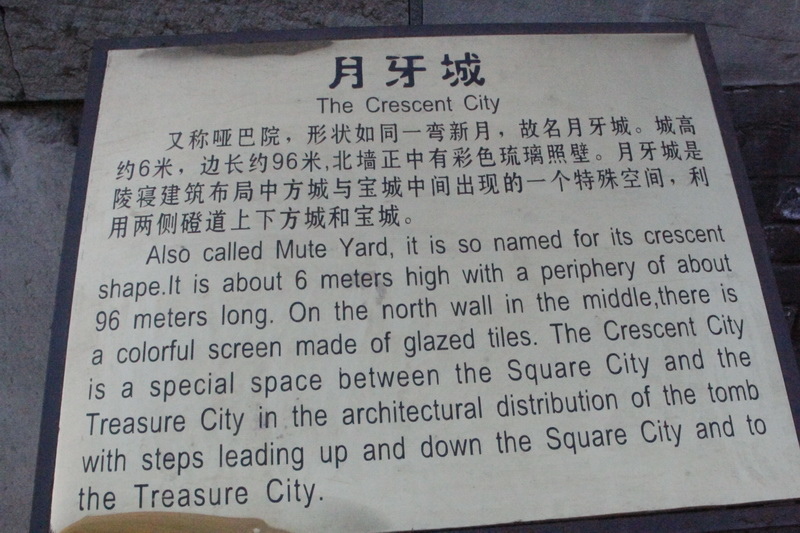 月牙城
The Crescent City
又称哑巴院，形状如同一弯新月，故名月牙城。城高
约6米，边长约96米,北墙正中有彩色琉璃照壁。月牙城是
陵寝建筑布局中方城与宝城中间出现的一个特殊空间，利
用两侧磴道上下方城和宝城。
Also called Mute Yard, it is so named for its crescent
shape.It is about 6 meters high with a periphery of about
96 meters long. On the north wall in the middle,there is
a colorful screen made of glazed tiles. The Crescent City
is a special space between the Square City and the
Treasure City in the architectural distribution of the tomb
with steps leading up and down the Square City and to
the Treasure City.